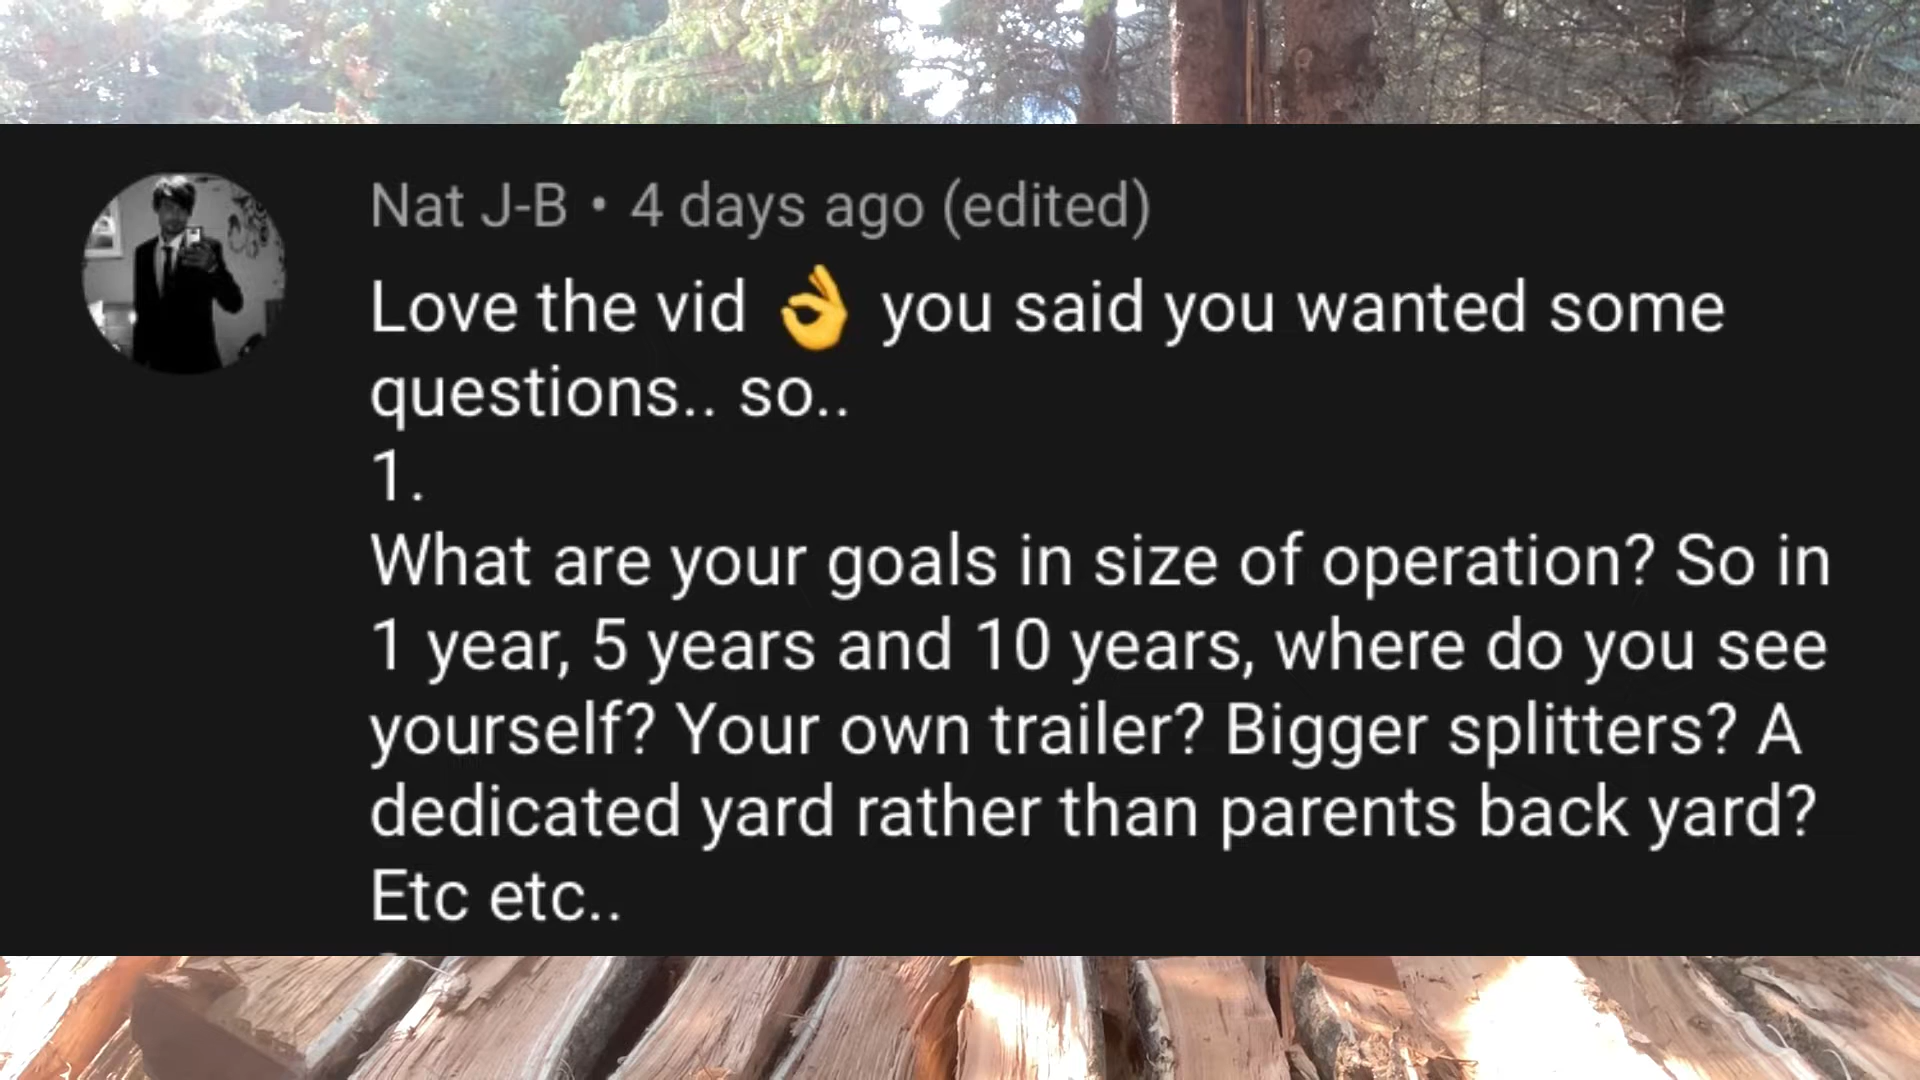 Nat J-B • 4 days ago (edited)
Love the vid 👌 you said you wanted some
questions.. so..
1.
What are your goals in size of operation? So in
1 year, 5 years and 10 years, where do you see
yourself? Your own trailer? Bigger splitters? A
dedicated yard rather than parents back yard?
Etc etc..